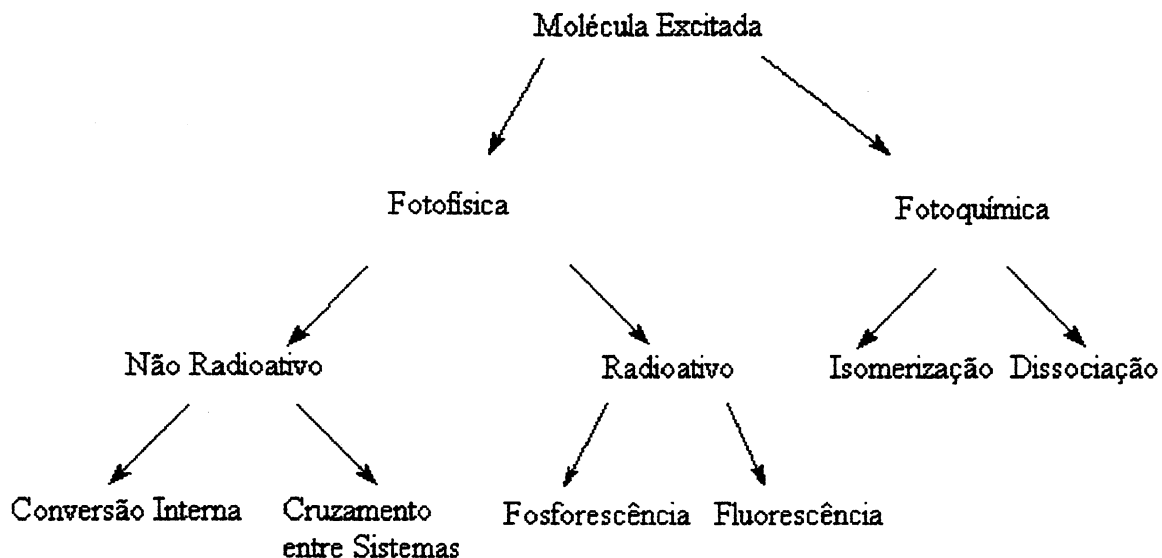 Molécula Excitada
Fotofísica
Fotoquímica
Não Radioativo
Radioativo
Isomerização
Dissociação
Conversão Interna
Cruzamento
entre Sistemas
Fosforescência
Fluorescência